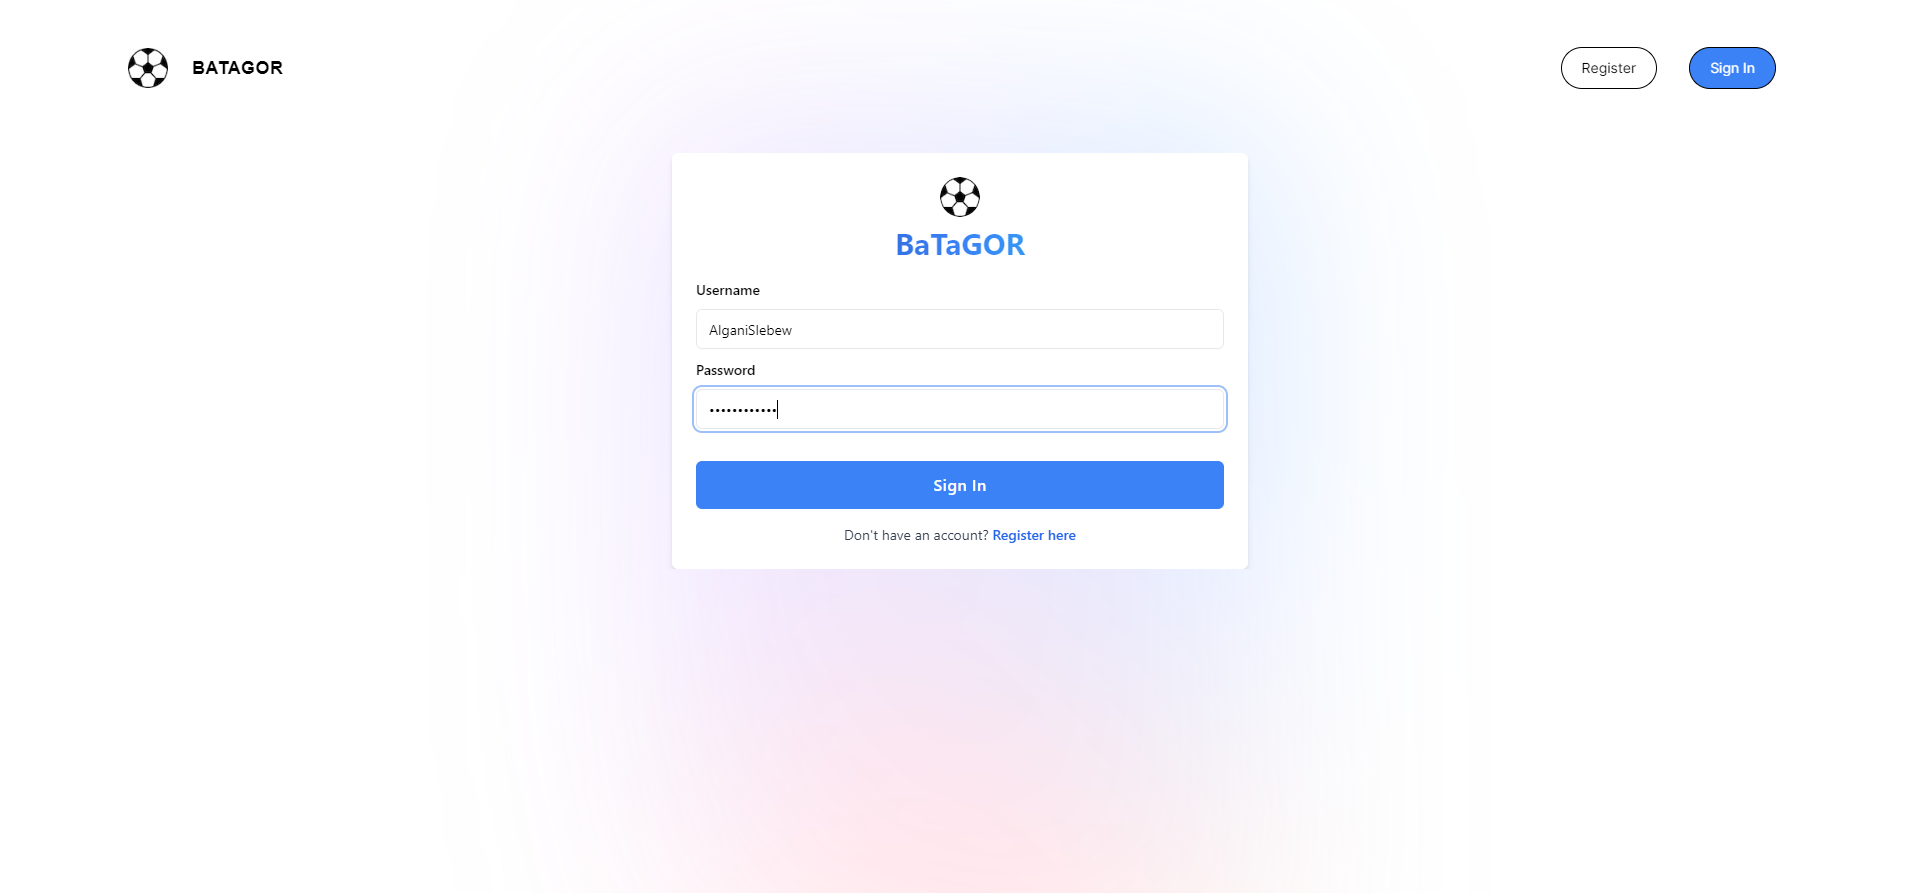 BATAGOR
Register
Sign In
BaTaGOR
Username
AlganiSlebew
Password
••••••••••••
Sign In
Don't have an account? Register here